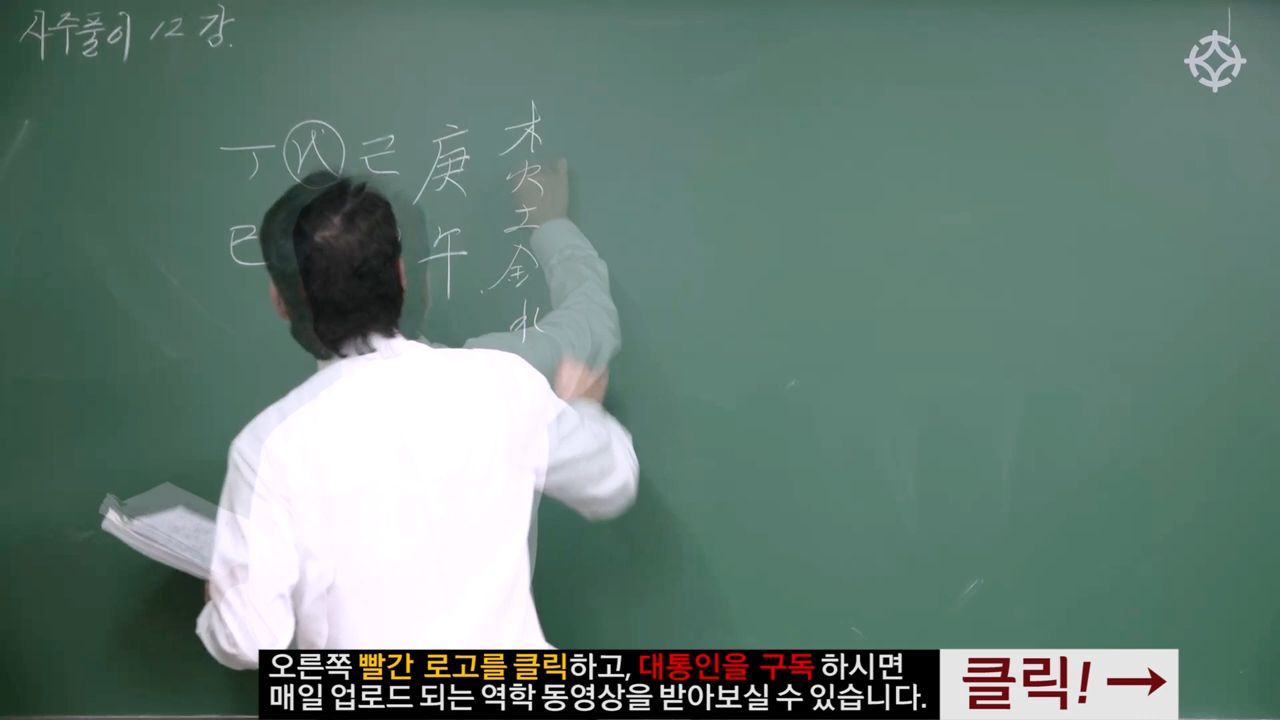 사주풀이 12강.
丁 戊 己 庚
巳 午
木
火
土
金
水
오른쪽 빨간 로고를 클릭하고, 대통인을 구독 하시면
매일 업로드 되는 역학 동영상을 받아보실 수 있습니다.
클릭! →